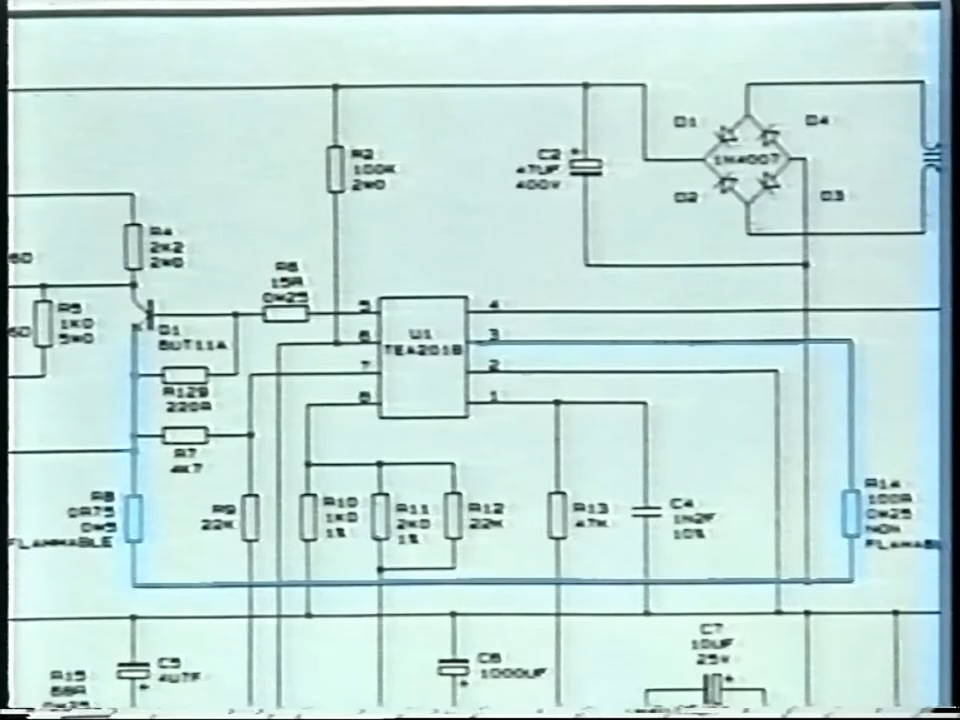 D1
D4
1N4007
D2
D3
R2
100K
2W0
C2
47UF
400V
R4
2K2
2W0
R6
15R
0W25
R5
1K0
5W0
Q1
BUT11A
5
6
7
8
U1
TEA2018
4
3
2
1
R129
220R
R7
4K7
R8
0R75
0W5
FLAMMABLE
R9
22K
R10
1K0
1%
R11
2K0
1%
R12
22K
R13
47K
C4
1N2F
10%
R14
100R
0W25
NON
R15
68R
C5
4U7F
C6
1000UF
C7
10UF
25V